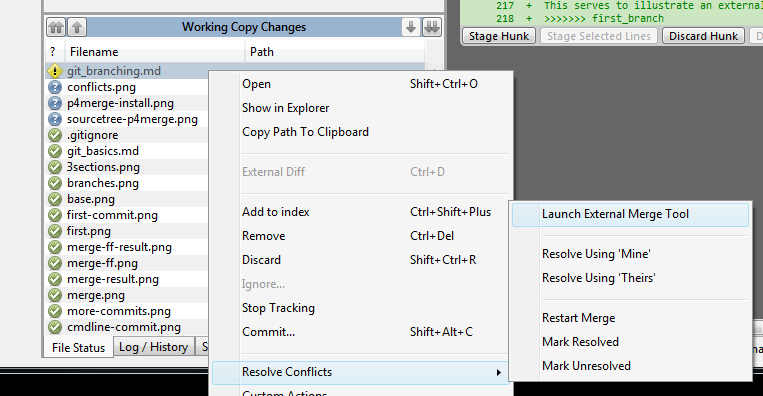 217 + This serves to illustrate an external
218 + >>>>>>> first_branch
Stage Hunk Stage Selected Lines Discard Hunk
Working Copy Changes
? Filename Path
git_branching.md
conflicts.png
p4merge-install.png
sourcetree-p4merge.png
.gitignore
git_basics.md
3sections.png
branches.png
base.png
first-commit.png
first.png
merge-ff-result.png
merge-ff.png
merge-result.png
merge.png
more-commits.png
cmdline-commit.png
File Status Log / History S
Open Shift+Ctrl+O
Show in Explorer
Copy Path To Clipboard
External Diff Ctrl+D
Add to index Ctrl+Shift+Plus
Remove Ctrl+Del
Discard Shift+Ctrl+R
Ignore...
Stop Tracking
Commit... Shift+Alt+C
Resolve Conflicts
Custom Actions
Launch External Merge Tool
Resolve Using 'Mine'
Resolve Using 'Theirs'
Restart Merge
Mark Resolved
Mark Unresolved